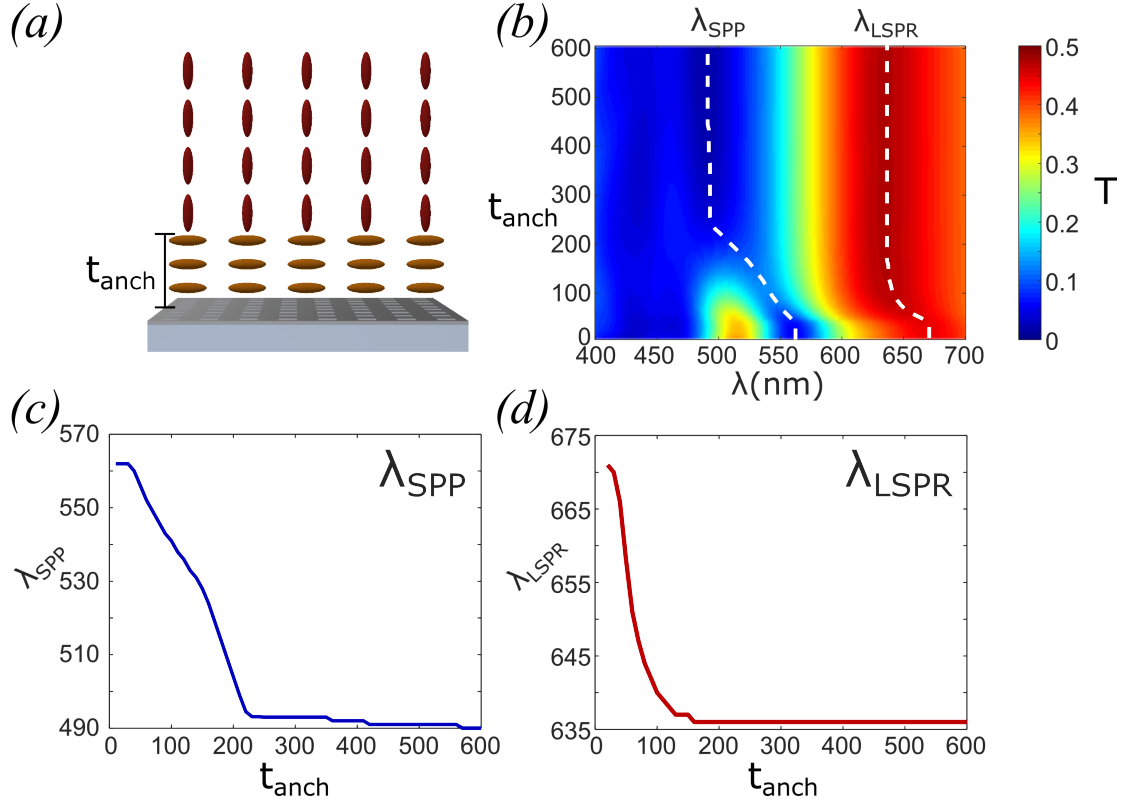 (a)
t_anch
(b)
λ_SPP
λ_LSPR
600
500
400
300
200
100
0
t_anch
400 450 500 550 600 650 700
λ(nm)
0.5
0.4
0.3
0.2
0.1
0
T
(c)
λ_SPP
570
550
530
510
490
λ_SPP
0 100 200 300 400 500 600
t_anch
(d)
λ_LSPR
675
665
655
645
635
λ_LSPR
0 100 200 300 400 500 600
t_anch